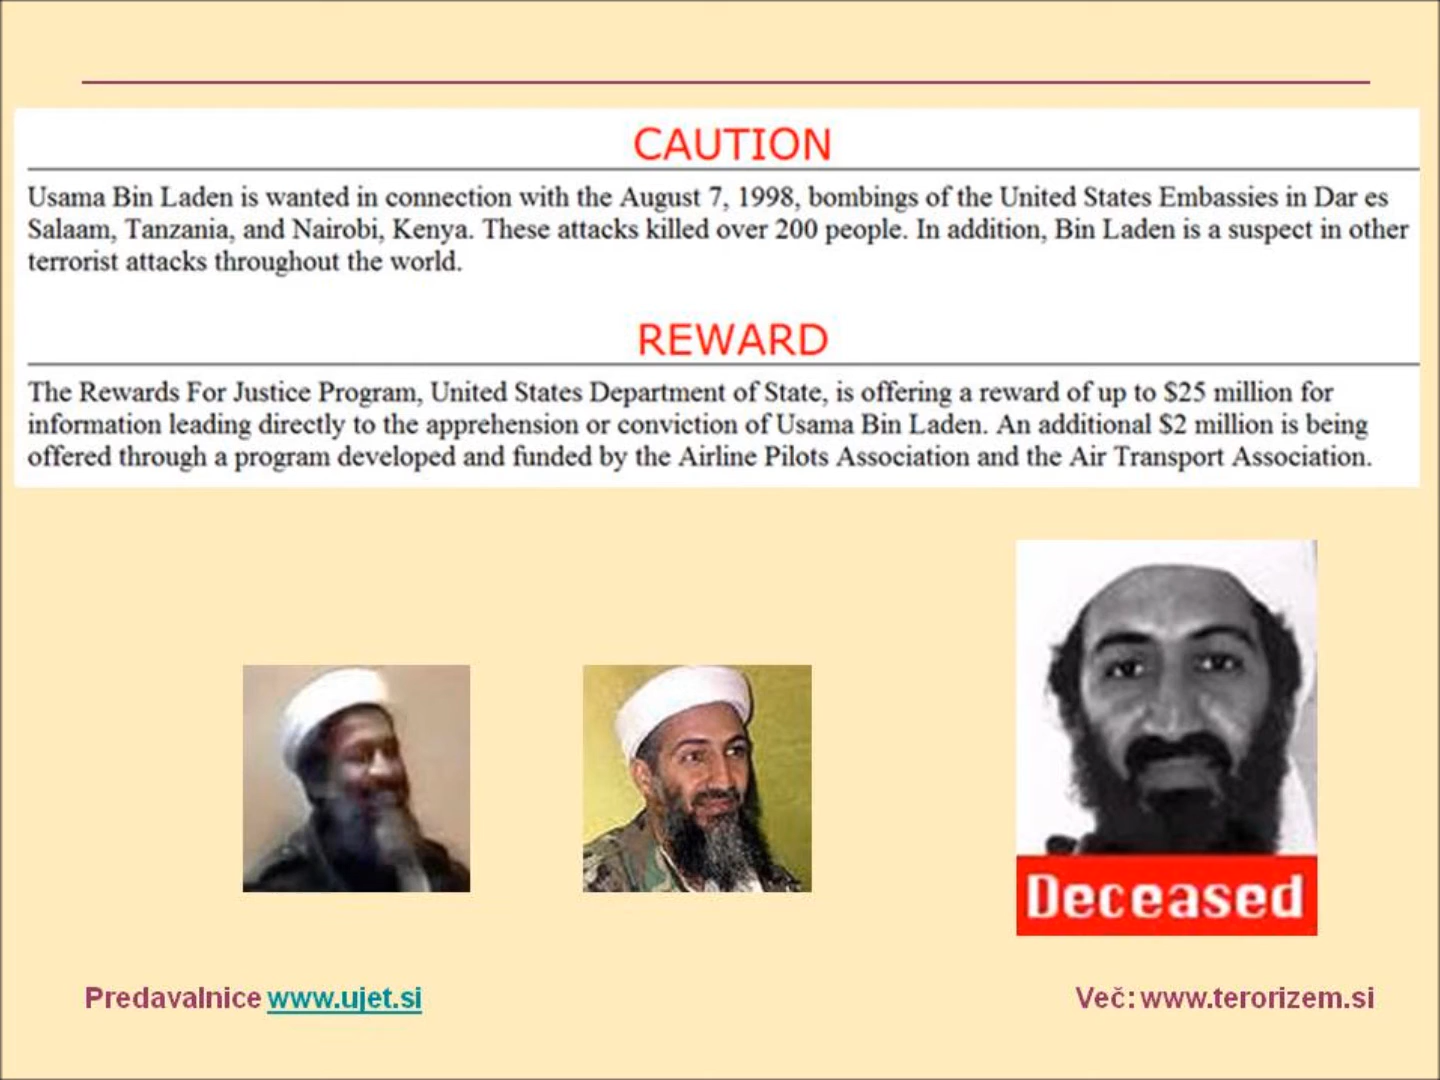 CAUTION
Usama Bin Laden is wanted in connection with the August 7, 1998, bombings of the United States Embassies in Dar es
Salaam, Tanzania, and Nairobi, Kenya. These attacks killed over 200 people. In addition, Bin Laden is a suspect in other
terrorist attacks throughout the world.
REWARD
The Rewards For Justice Program, United States Department of State, is offering a reward of up to $25 million for
information leading directly to the apprehension or conviction of Usama Bin Laden. An additional $2 million is being
offered through a program developed and funded by the Airline Pilots Association and the Air Transport Association.
Deceased
Predavalnice www.ujet.si
Več: www.terorizem.si